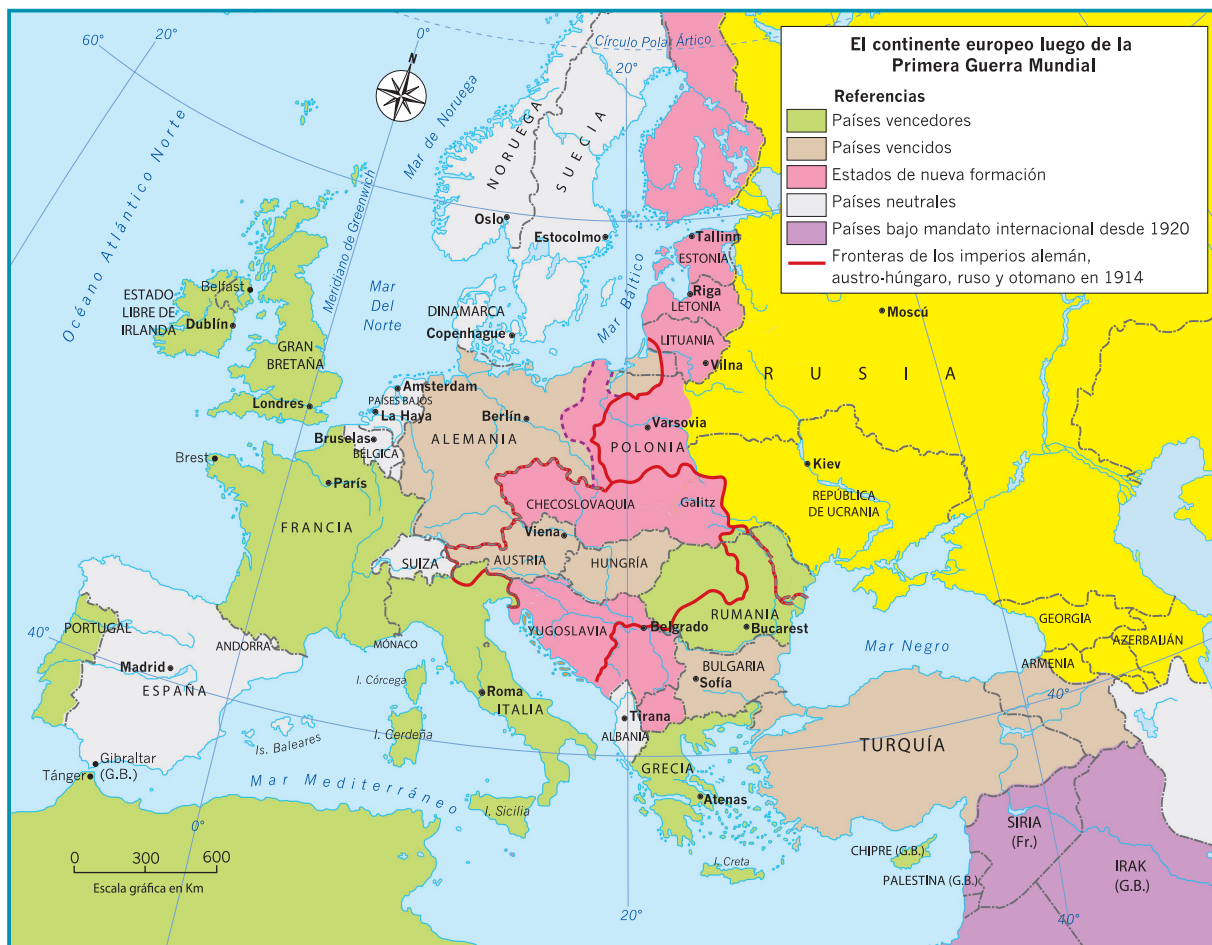 El continente europeo luego de la
Primera Guerra Mundial
Referencias
Países vencedores
Países vencidos
Estados de nueva formación
Países neutrales
Países bajo mandato internacional desde 1920
Fronteras de los imperios alemán,
austro-húngaro, ruso y otomano en 1914
60°
20°
0°
Círculo Polar Ártico
20°
60°
N
Océano Atlántico Norte
Mar de Noruega
Meridiano de Greenwich
NORUEGA
SUECIA
Oslo
Estocolmo
Tallinn
ESTONIA
Riga
LETONIA
Mar Báltico
Moscú
Belfast
ESTADO
LIBRE DE
IRLANDA
Dublín
Mar
Del
Norte
DINAMARCA
Copenhague
LITUANIA
Vilna
GRAN
BRETAÑA
RUSIA
Londres
Amsterdam
PAÍSES BAJOS
La Haya
Berlín
Varsovia
POLONIA
Bruselas
BÉLGICA
ALEMANIA
Brest
París
Kiev
REPÚBLICA
DE UCRANIA
CHECOSLOVAQUIA
Galitz
FRANCIA
Viena
AUSTRIA
HUNGRÍA
SUIZA
40°
RUMANIA
Bucarest
YUGOSLAVIA
Belgrado
PORTUGAL
ANDORRA
MÓNACO
Mar Negro
GEORGIA
AZERBAIJÁN
ARMENIA
40°
Madrid
ESPAÑA
I. Córcega
Roma
ITALIA
BULGARIA
Sofía
Tirana
ALBANIA
I. Cerdeña
Is. Baleares
TURQUÍA
Gibraltar
(G.B.)
Tánger
Mar Mediterráneo
GRECIA
Atenas
I. Sicilia
0°
SIRIA
(Fr.)
CHIPRE (G.B.)
PALESTINA (G.B.)
IRAK
(G.B.)
I. Creta
0 300 600
Escala gráfica en Km
20°
40°